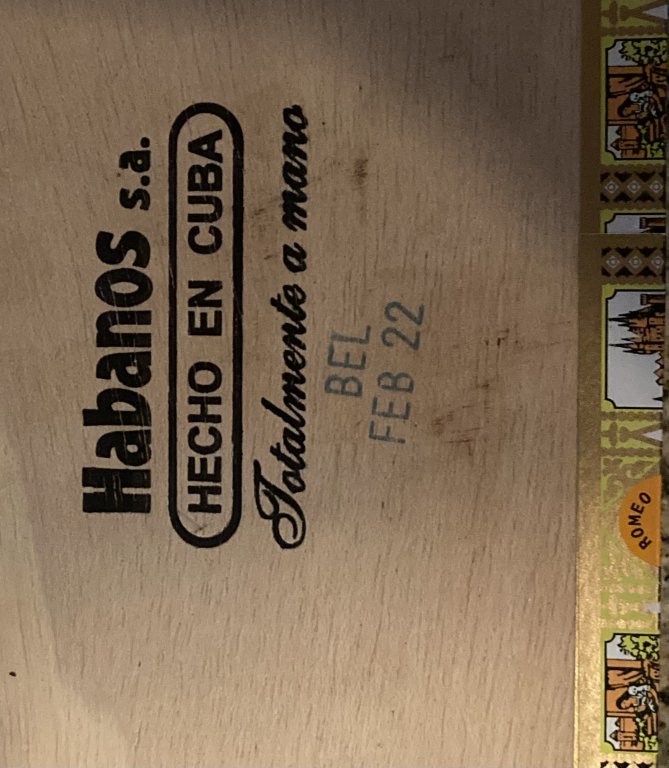 Habanos s.a.
HECHO EN CUBA
Totalmente a mano
BEL
FEB 22
ROMEO